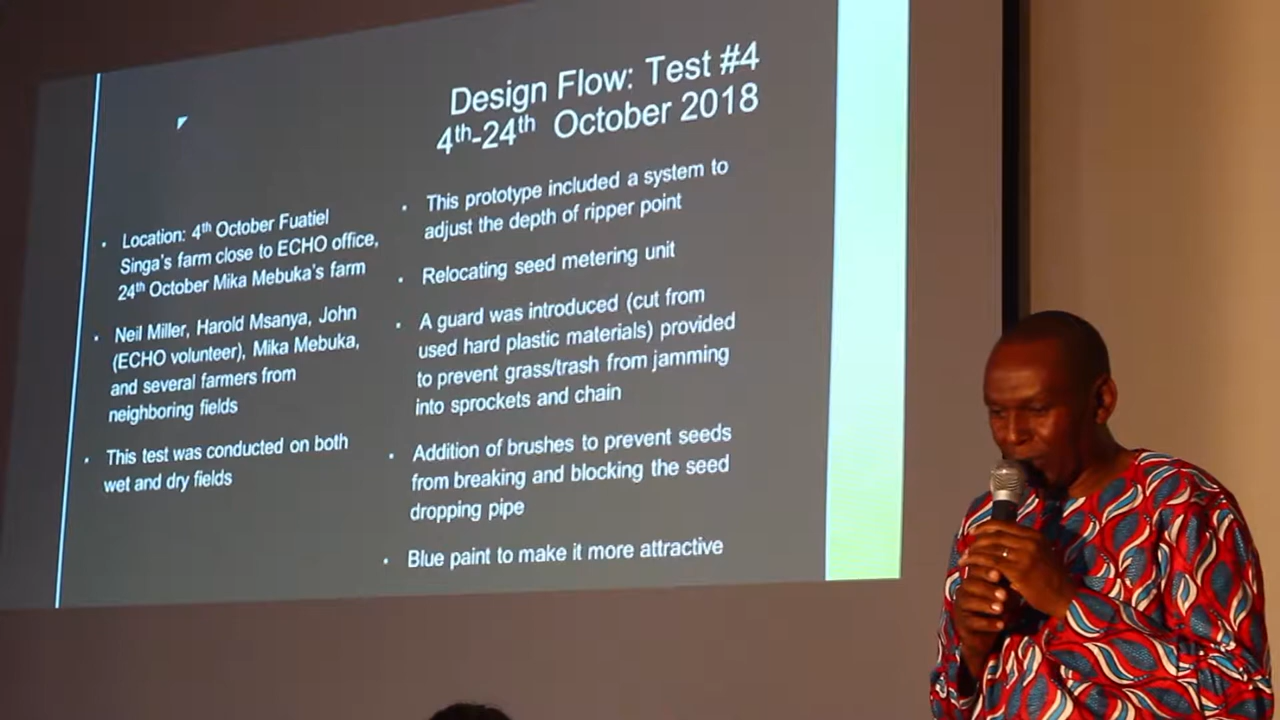 Design Flow: Test #4
4th-24th October 2018
• Location: 4th October Fuatiel
Singa's farm close to ECHO office,
24th October Mika Mebuka's farm
• Neil Miller, Harold Msanya, John
(ECHO volunteer), Mika Mebuka,
and several farmers from
neighboring fields
• This test was conducted on both
wet and dry fields
• This prototype included a system to
adjust the depth of ripper point
• Relocating seed metering unit
• A guard was introduced (cut from
used hard plastic materials) provided
to prevent grass/trash from jamming
into sprockets and chain
• Addition of brushes to prevent seeds
from breaking and blocking the seed
dropping pipe
• Blue paint to make it more attractive